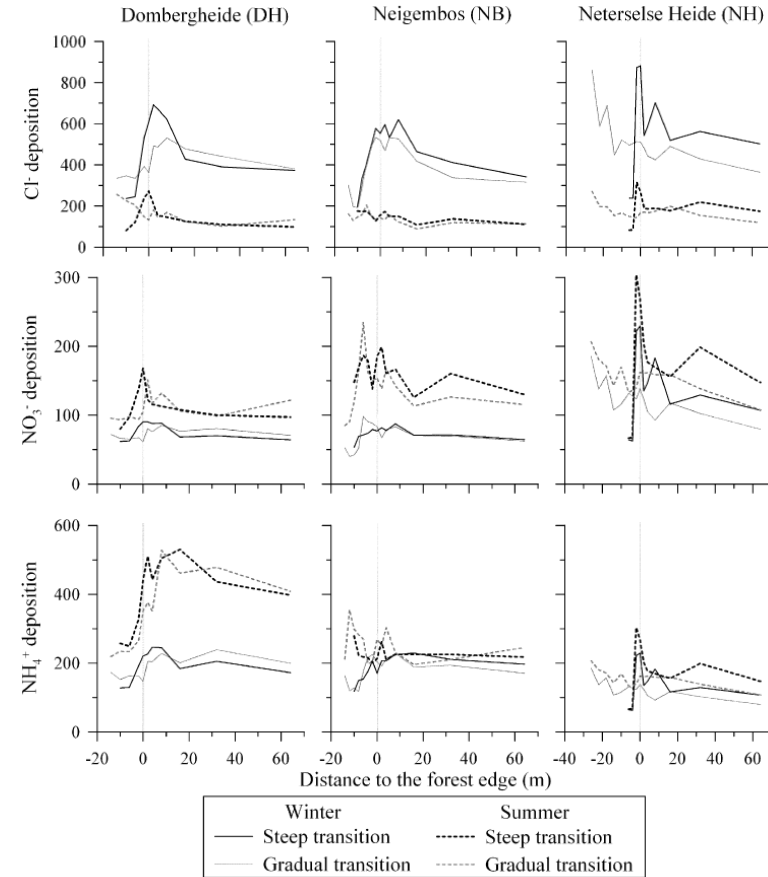 Dombergheide (DH) Neigembos (NB) Neterselse Heide (NH)
Cl⁻ deposition
1000
800
600
400
200
0
NO₃⁻ deposition
300
200
100
0
NH₄⁺ deposition
600
400
200
0
-20 0 20 40 60 -20 0 20 40 60 -40 -20 0 20 40 60
Distance to the forest edge (m)
Winter Summer
Steep transition Steep transition
Gradual transition Gradual transition